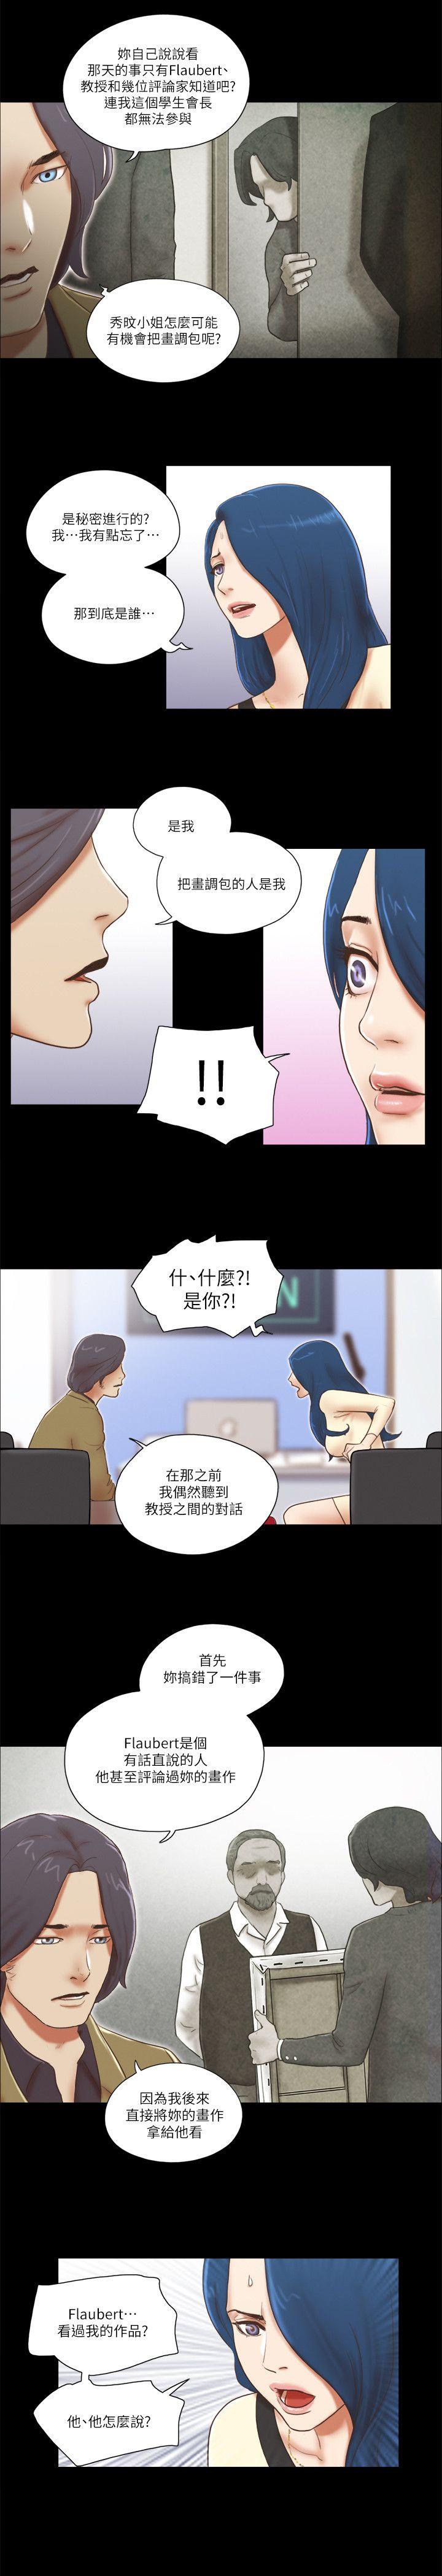 妳自己說說看
那天的事只有Flaubert、
教授和幾位評論家知道吧?
連我這個學生會長
都無法參與
秀旼小姐怎麼可能
有機會把畫調包呢?
是秘密進行的?
我…我有點忘了…
那到底是誰…
是我
把畫調包的人是我
!!
什、什麼?!
是你?!
N
在那之前
我偶然聽到
教授之間的對話
首先
妳搞錯了一件事
Flaubert是個
有話直說的人
他甚至評論過妳的畫作
因為我後來
直接將妳的畫作
拿給他看
Flaubert…
看過我的作品?
他、他怎麼說?